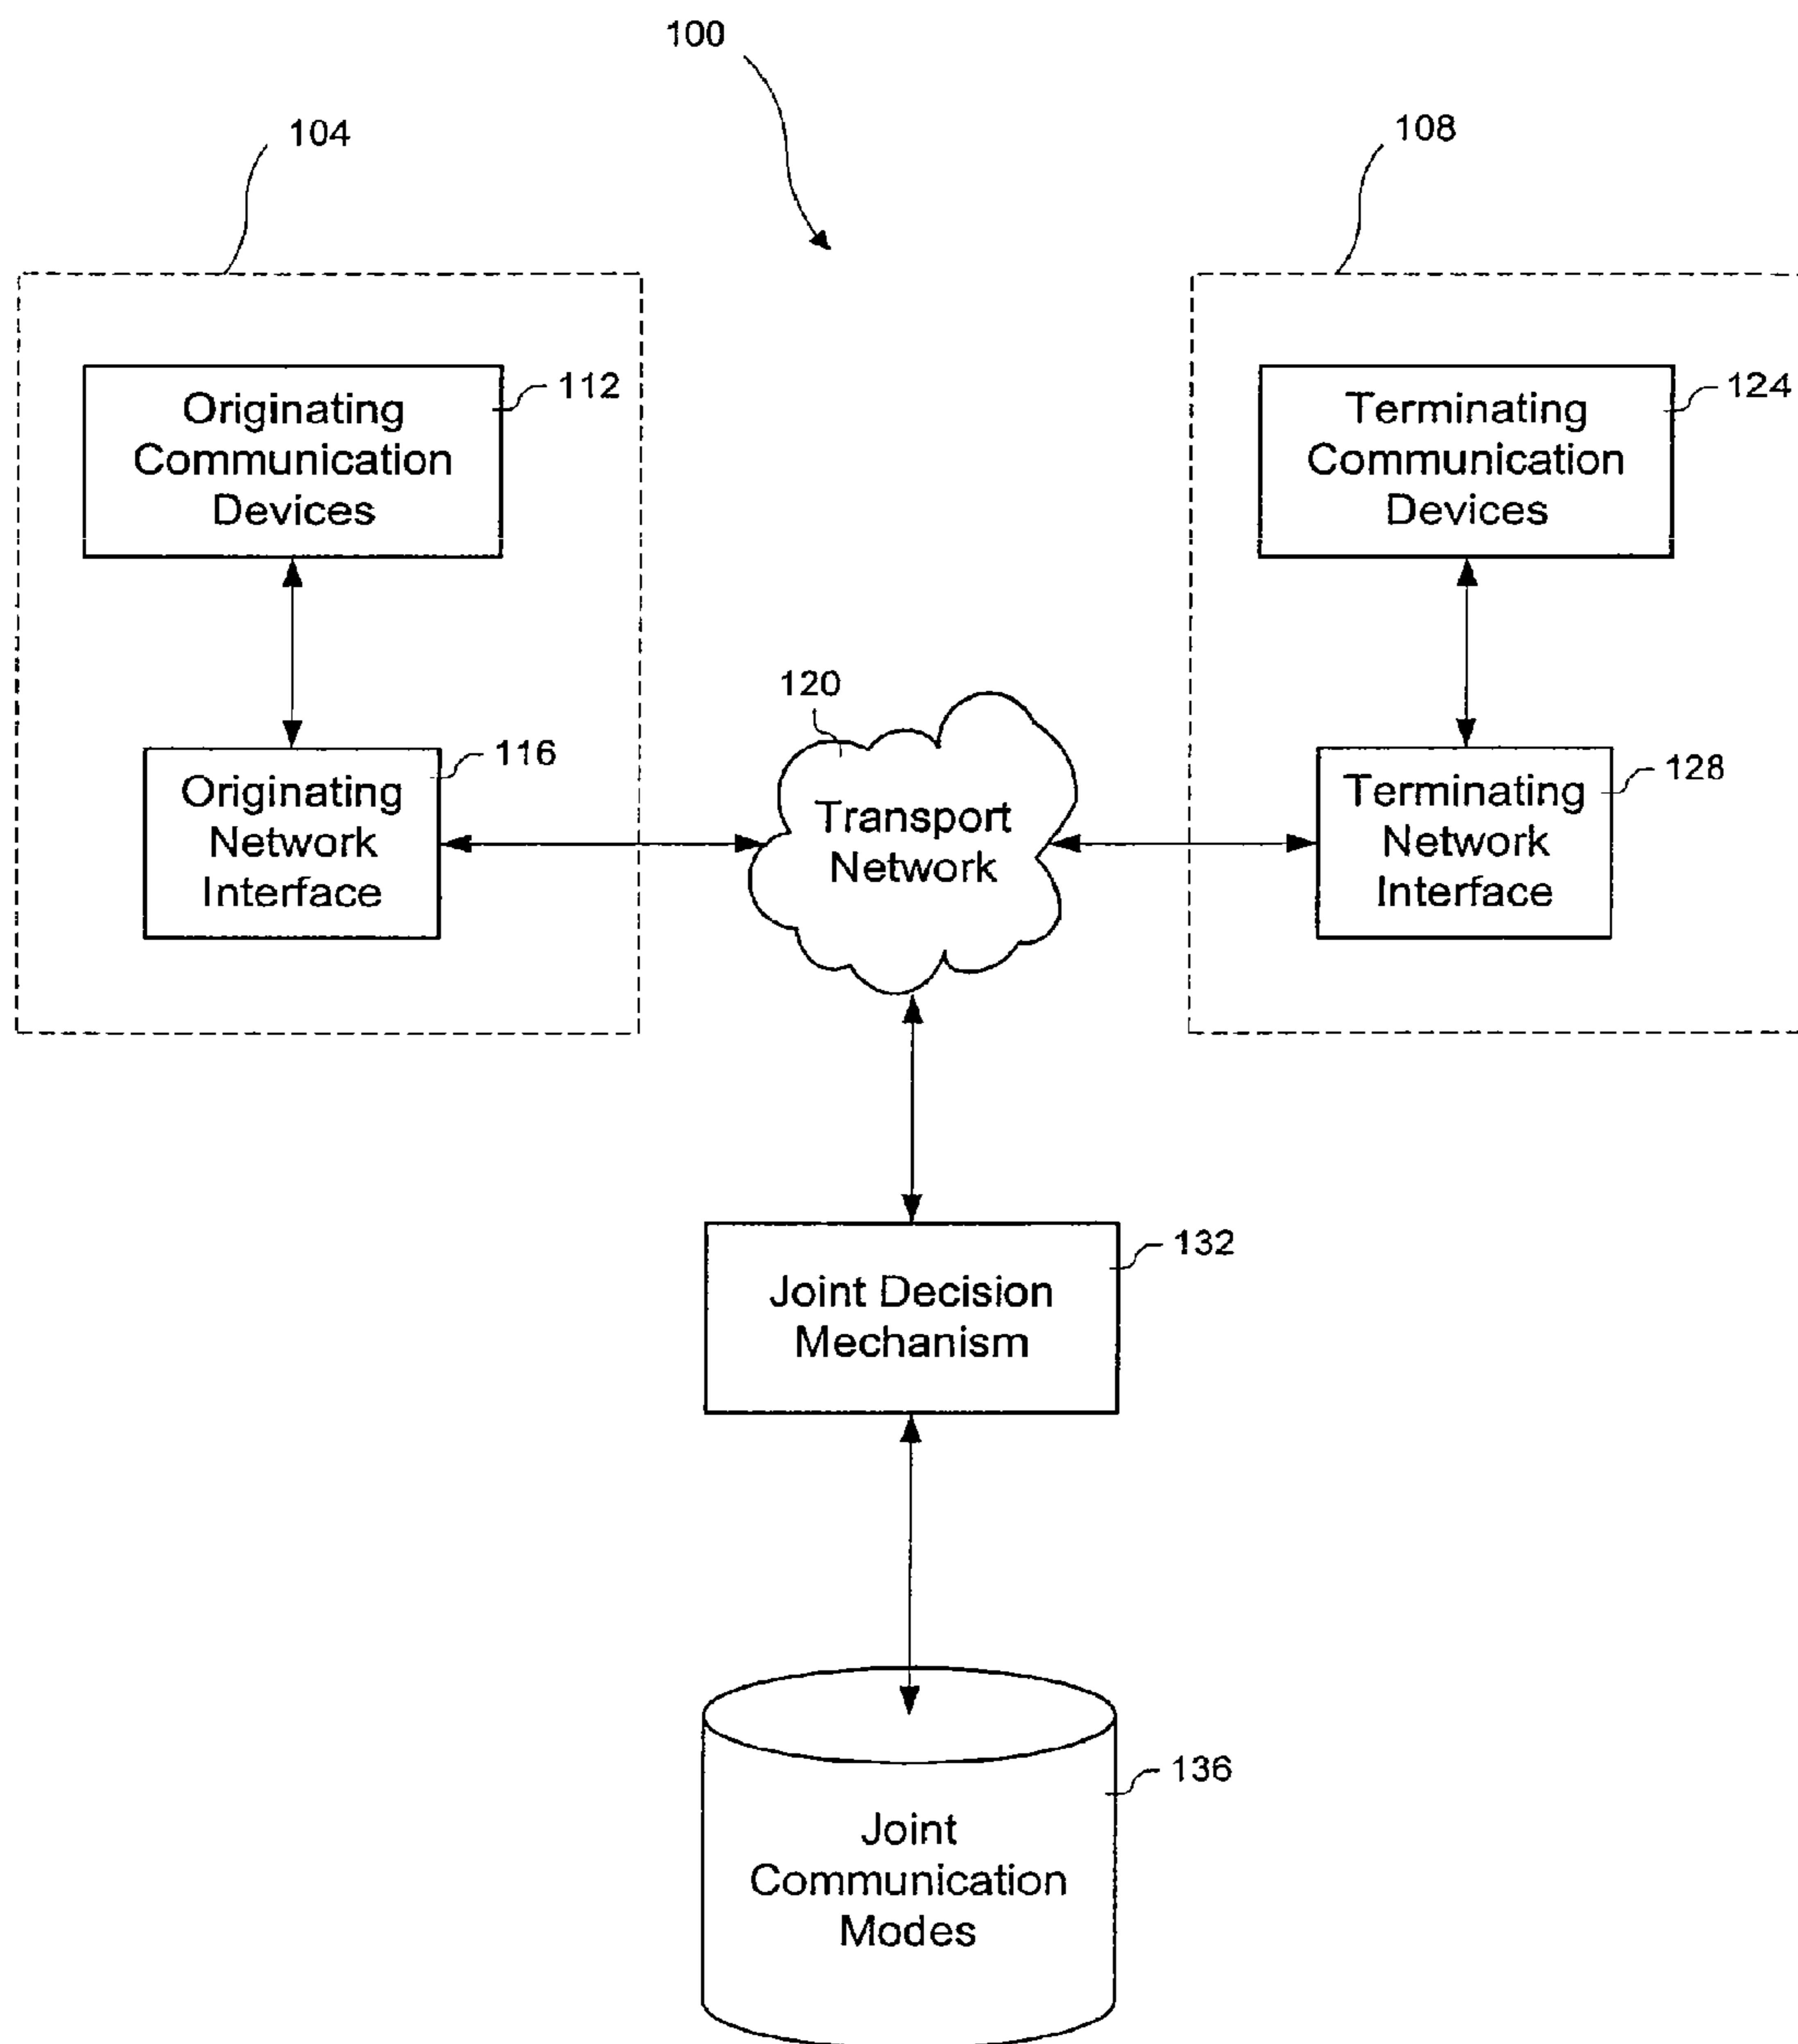 100
104
108
Originating
Communication
Devices
112
Terminating
Communication
Devices
124
Originating
Network
Interface
116
120
Transport
Network
Terminating
Network
Interface
128
Joint Decision
Mechanism
132
Joint
Communication
Modes
136